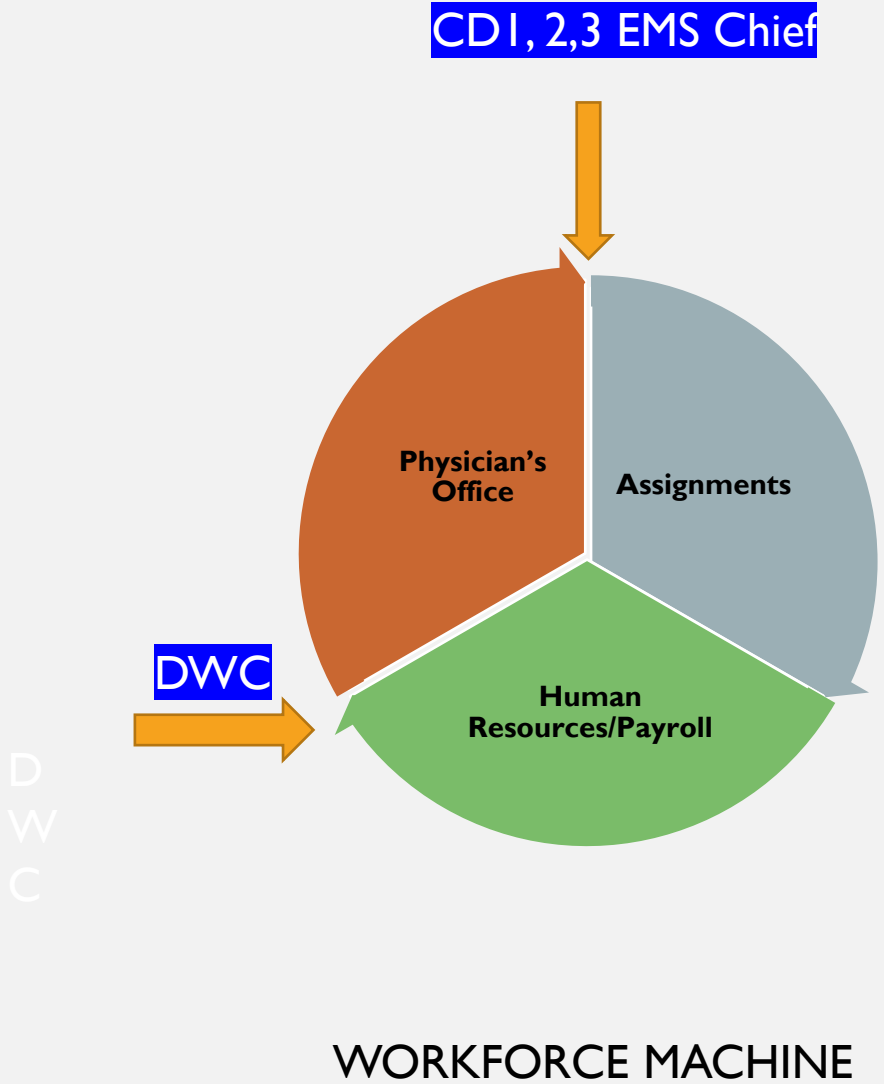 CD1, 2,3 EMS Chief
Physician’s
Office
Assignments
DWC
Human
Resources/Payroll
D
W
C
WORKFORCE MACHINE